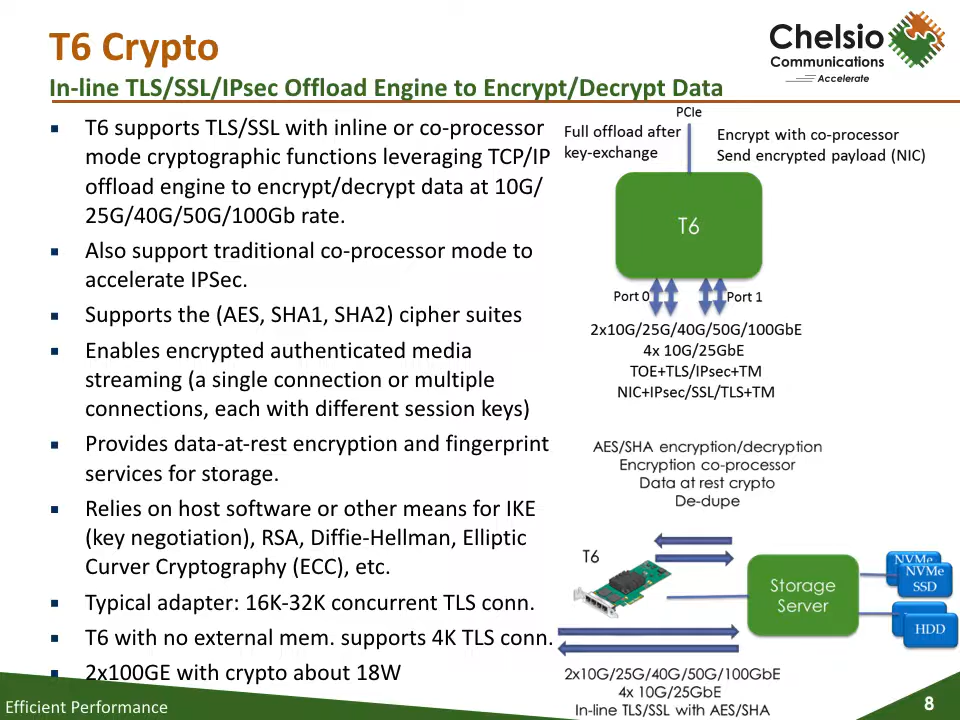 T6 Crypto
In-line TLS/SSL/IPsec Offload Engine to Encrypt/Decrypt Data
Chelsio
Communications
Accelerate
T6 supports TLS/SSL with inline or co-processor
mode cryptographic functions leveraging TCP/IP
offload engine to encrypt/decrypt data at 10G/
25G/40G/50G/100Gb rate.
Also support traditional co-processor mode to
accelerate IPSec.
Supports the (AES, SHA1, SHA2) cipher suites
Enables encrypted authenticated media
streaming (a single connection or multiple
connections, each with different session keys)
Provides data-at-rest encryption and fingerprint
services for storage.
Relies on host software or other means for IKE
(key negotiation), RSA, Diffie-Hellman, Elliptic
Curver Cryptography (ECC), etc.
Typical adapter: 16K-32K concurrent TLS conn.
T6 with no external mem. supports 4K TLS conn.
2x100GE with crypto about 18W
PCIe
Full offload after
key-exchange
Encrypt with co-processor
Send encrypted payload (NIC)
T6
Port 0
Port 1
2x10G/25G/40G/50G/100GbE
4x 10G/25GbE
TOE+TLS/IPsec+TM
NIC+IPsec/SSL/TLS+TM
AES/SHA encryption/decryption
Encryption co-processor
Data at rest crypto
De-dupe
T6
Storage
Server
NVMe
NVMe
SSD
HDD
2x10G/25G/40G/50G/100GbE
4x 10G/25GbE
In-line TLS/SSL with AES/SHA
Efficient Performance
8